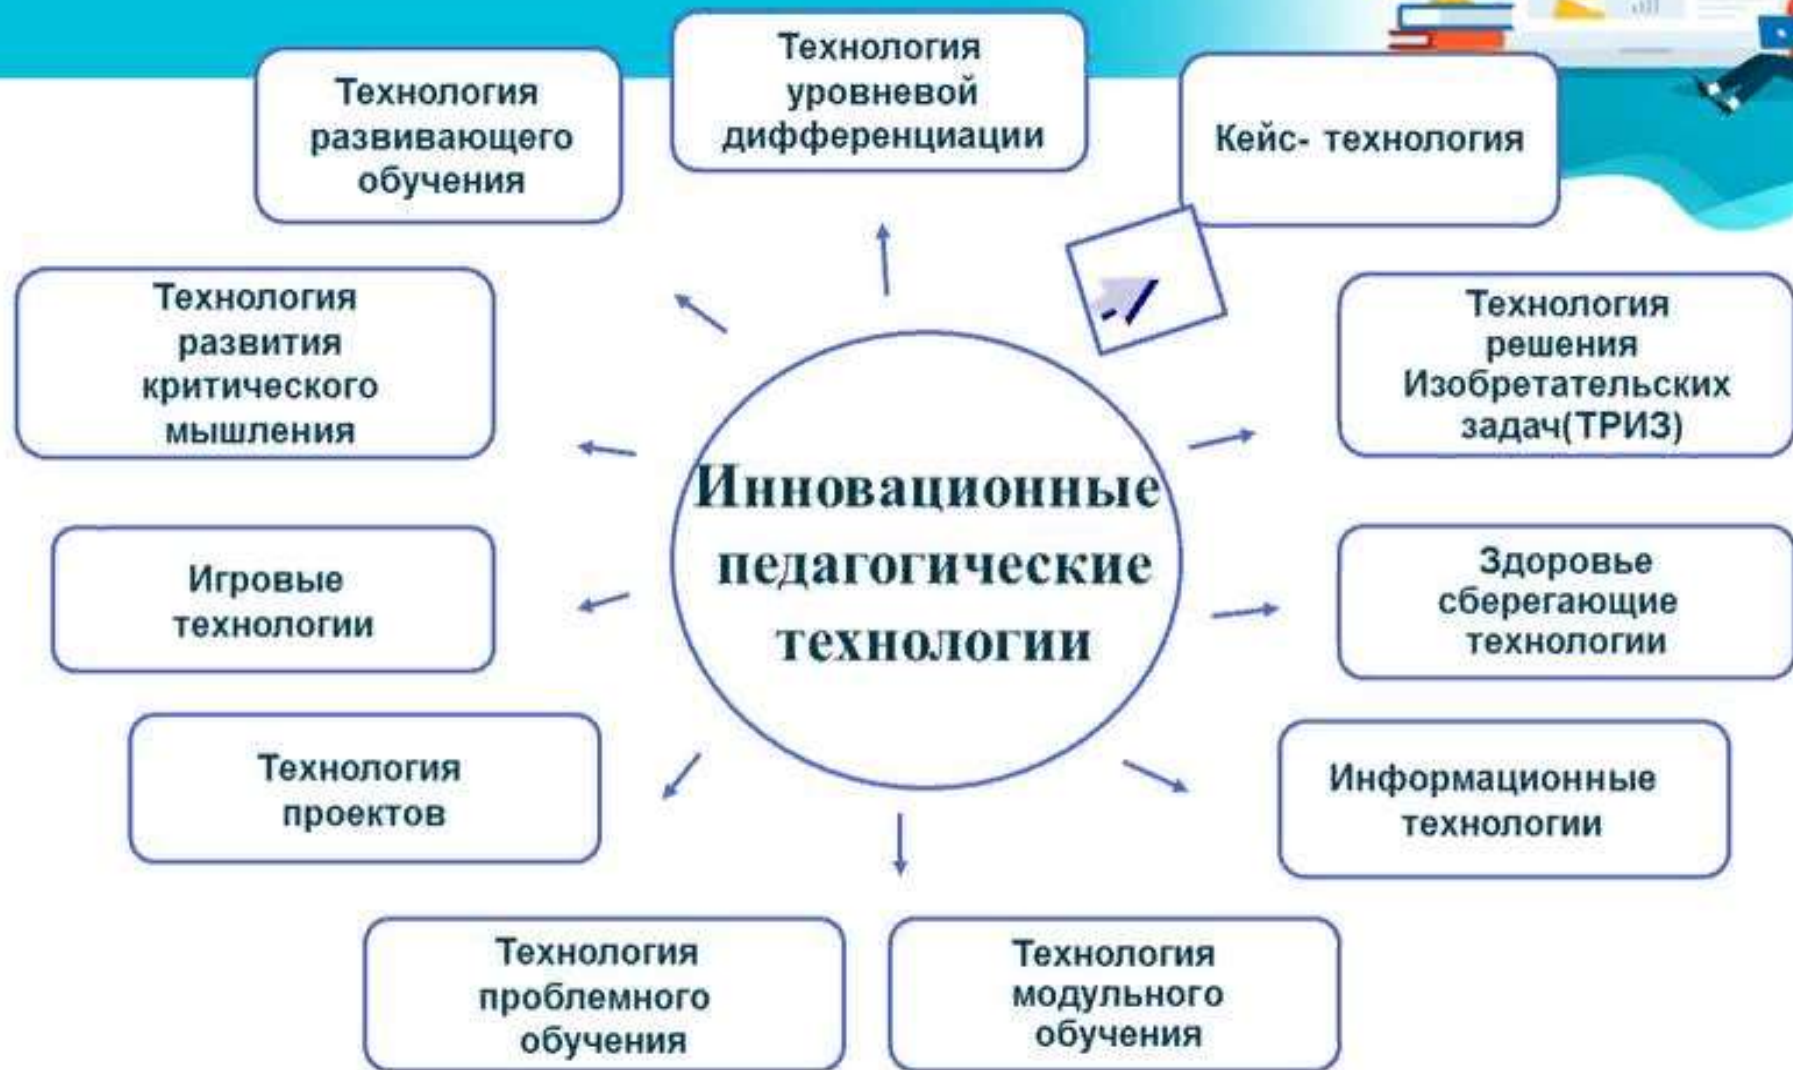 Технология
развивающего
обучения
Технология
уровневой
дифференциации
Кейс- технология
Технология
развития
критического
мышления
Технология
решения
Изобретательских
задач(ТРИЗ)
Инновационные
педагогические
технологии
Игровые
технологии
Здоровье
сберегающие
технологии
Технология
проектов
Информационные
технологии
Технология
проблемного
обучения
Технология
модульного
обучения